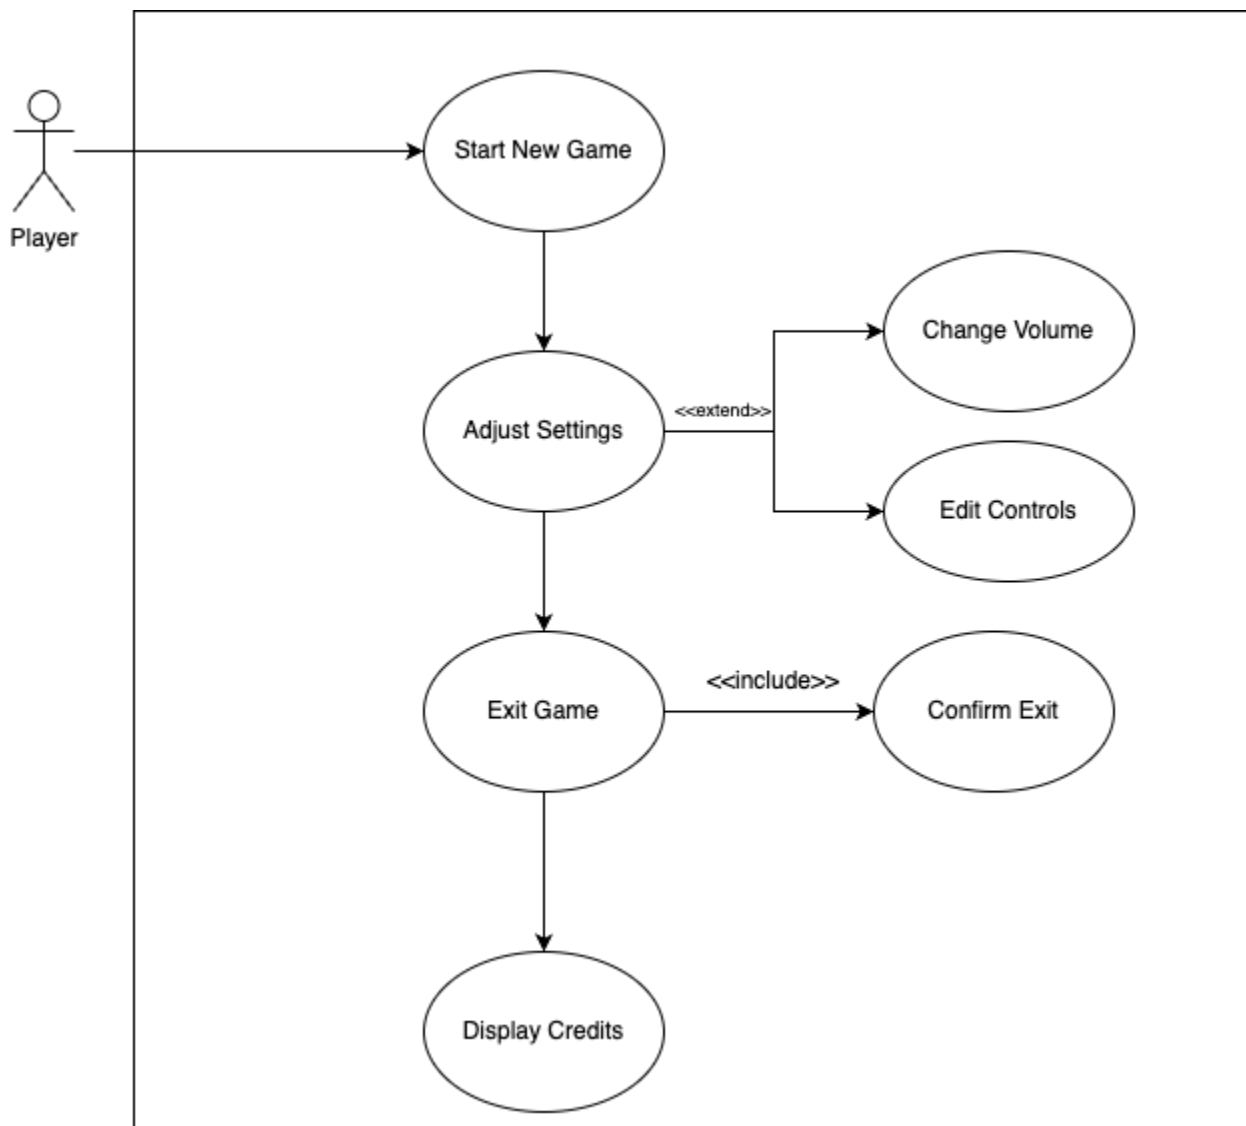 Start New Game
Player
Change Volume
Adjust Settings
<<extend>>
Edit Controls
Exit Game
<<include>>
Confirm Exit
Display Credits